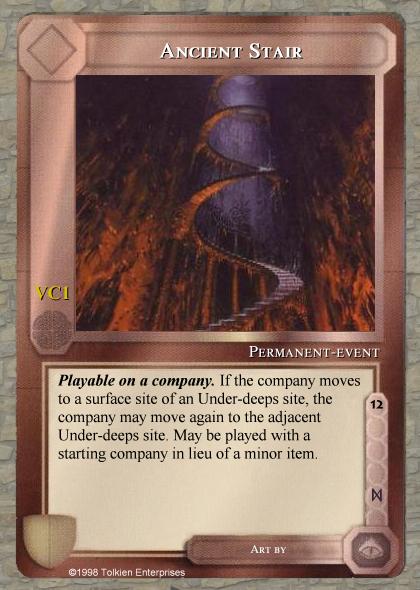 Ancient Stair
VC1
Permanent-event
Playable on a company. If the company moves
to a surface site of an Under-deeps site, the
company may move again to the adjacent
Under-deeps site. May be played with a
starting company in lieu of a minor item.
12
Art by
©1998 Tolkien Enterprises